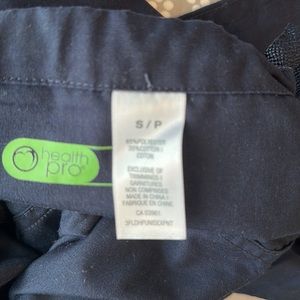 health
pro
S / P
65% POLYESTER
35% COTTON /
COTON
EXCLUSIVE OF
TRIMMINGS /
GARNITURES
NON COMPRISES
MADE IN CHINA /
FABRIQUÉ EN CHINE
CA 03961